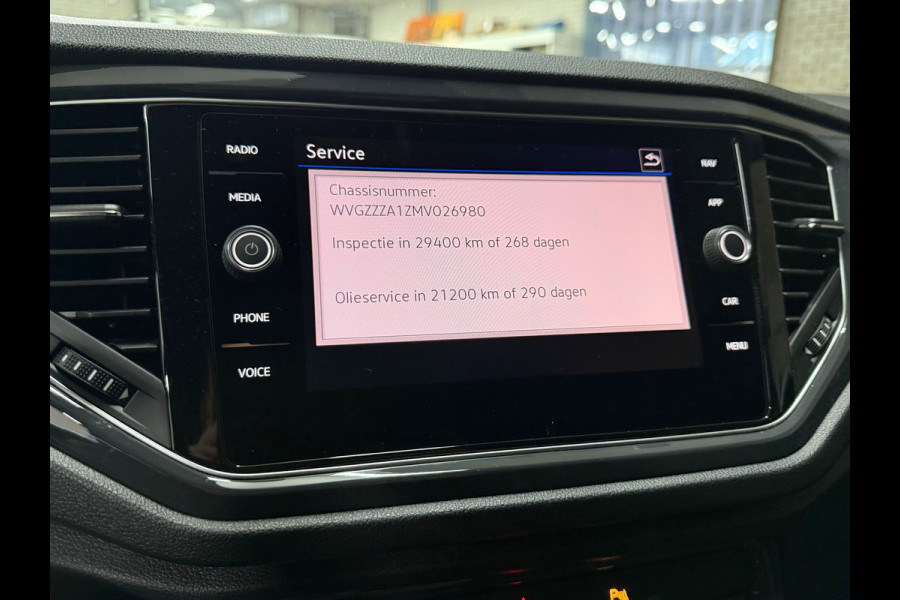 RADIO
MEDIA
PHONE
VOICE
Service
Chassisnummer:
WVGZZZA1ZMV026980
Inspectie in 29400 km of 268 dagen
Olieservice in 21200 km of 290 dagen
NAV
APP
CAR
MENU